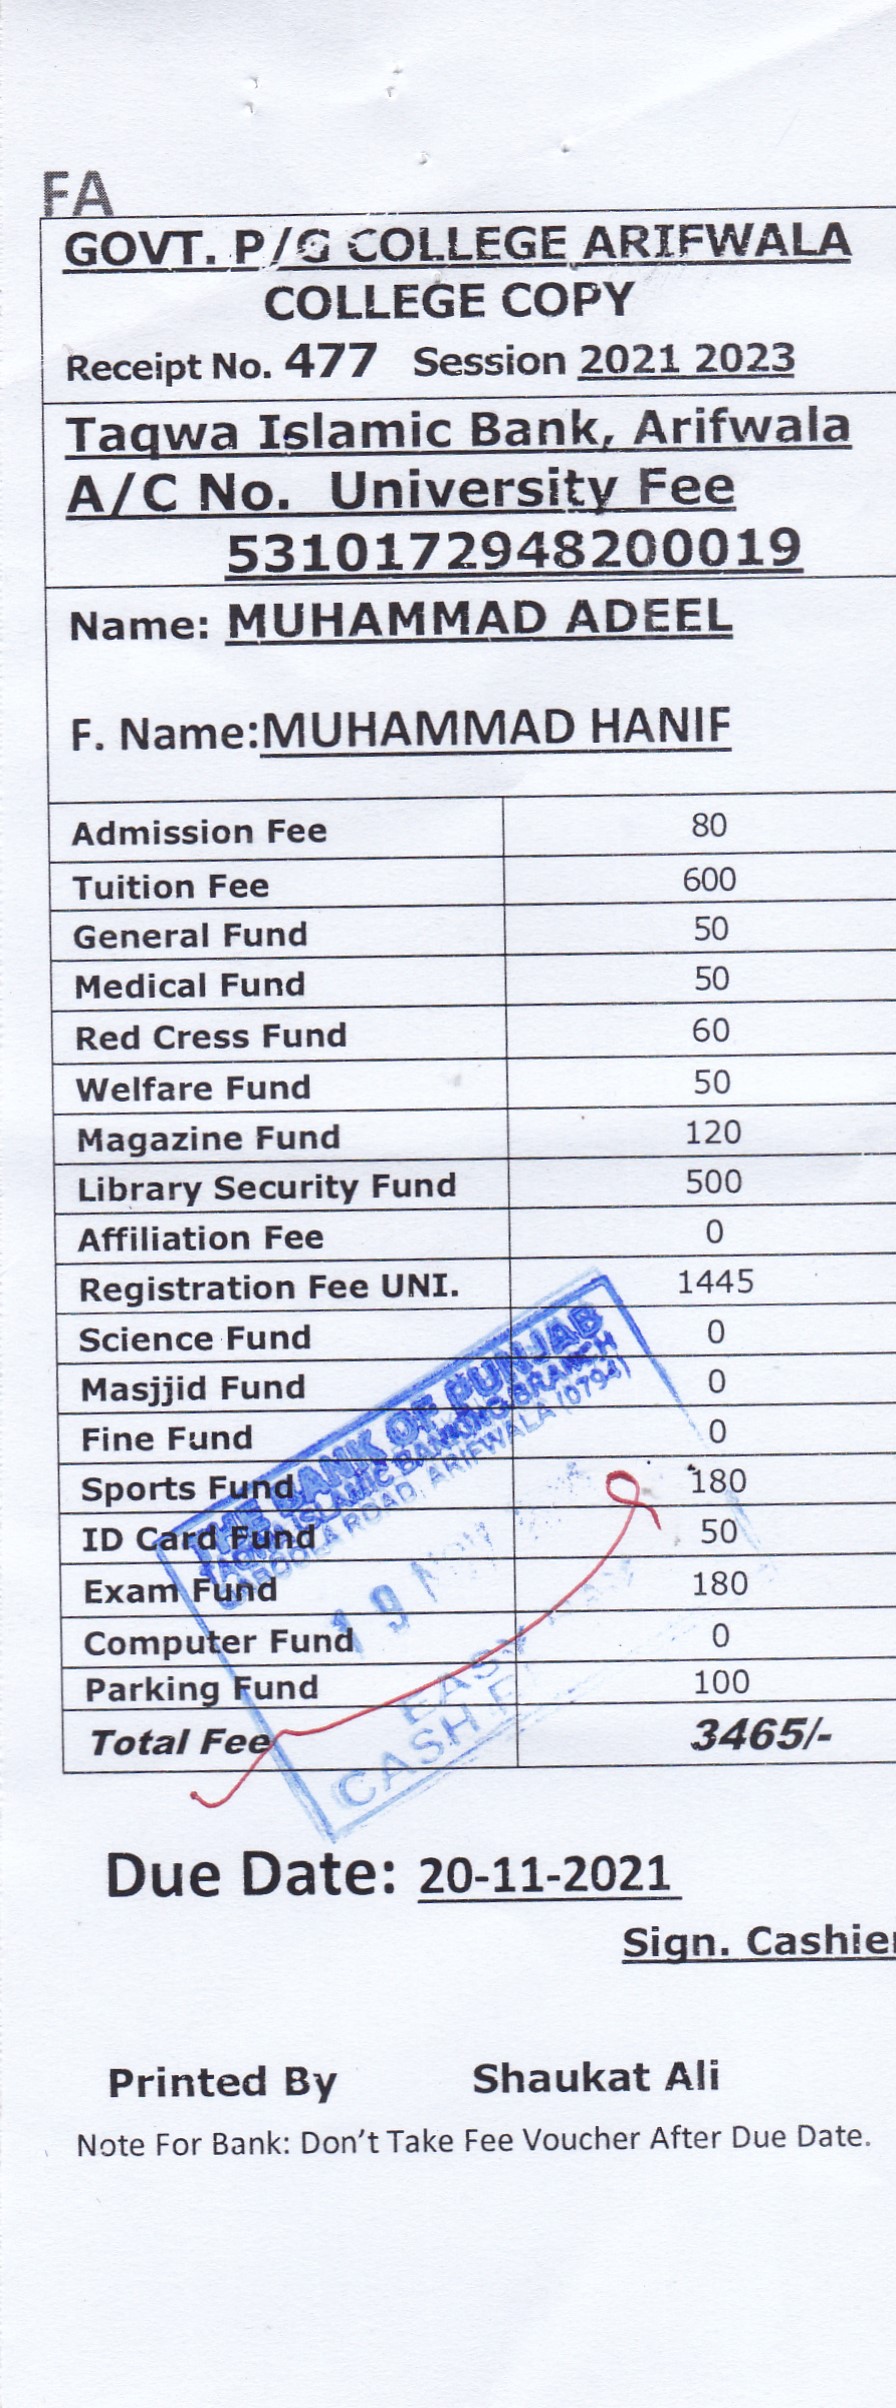 FA
GOVT. P/G COLLEGE ARIFWALA
COLLEGE COPY
Receipt No. 477 Session 2021 2023
Taqwa Islamic Bank, Arifwala
A/C No. University Fee
5310172948200019
Name: MUHAMMAD ADEEL
F. Name:MUHAMMAD HANIF
Admission Fee 80
Tuition Fee 600
General Fund 50
Medical Fund 50
Red Cress Fund 60
Welfare Fund 50
Magazine Fund 120
Library Security Fund 500
Affiliation Fee 0
Registration Fee UNI. 1445
Science Fund 0
Masjjid Fund 0
Fine Fund 0
Sports Fund 180
ID Card Fund 50
Exam Fund 180
Computer Fund 0
Parking Fund 100
Total Fee 3465/-
THE BANK OF PUNJAB
TAQWA ISLAMIC BANKING BRANCH
ROAD, ARIFWALA (0794)
19 NOV
CASH
Due Date: 20-11-2021
Sign. Cashier
Printed By Shaukat Ali
Note For Bank: Don't Take Fee Voucher After Due Date.